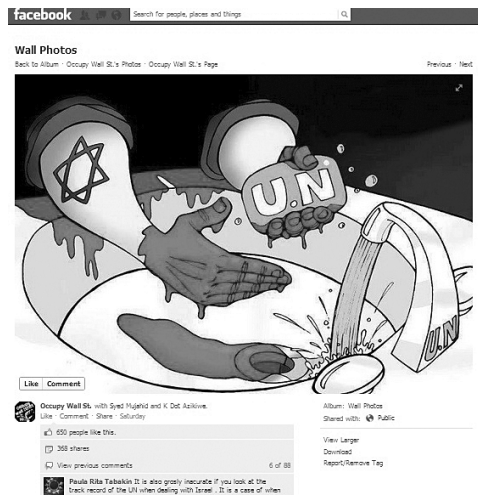 facebook
Search for people, places and things
Wall Photos
Back to Album · Occupy Wall St.'s Photos · Occupy Wall St.'s Page
Previous · Next
U.N
U.N
Like Comment
Occupy Wall St. with Syed Mujahid and K Dot Azikiwe.
Like · Comment · Share · Saturday
650 people like this.
368 shares
View previous comments
6 of 88
Paula Rita Tabakin It is also grosly inacurate if you look at the
track record of the UN when dealing with Israel . It is a case of when
Album: Wall Photos
Shared with: Public
View Larger
Download
Report/Remove Tag